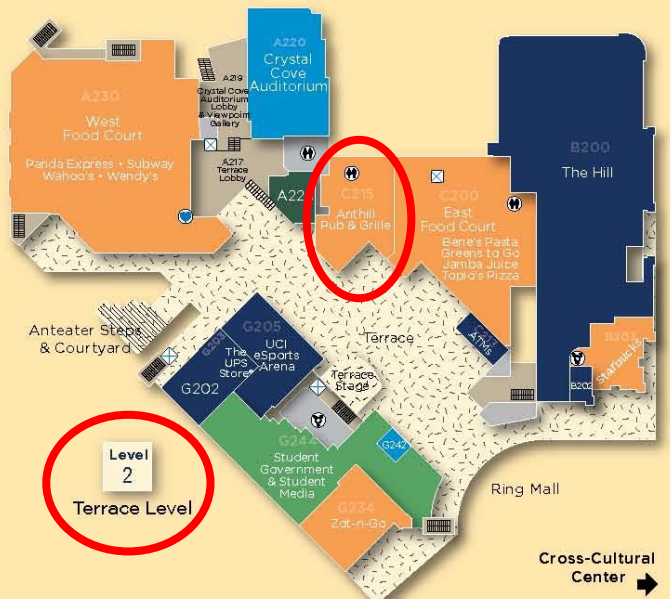 A220
Crystal
Cove
Auditorium
A219
Crystal Cove
Auditorium
Lobby
& Viewpoint
Gallery
A230
West
Food Court
Panda Express • Subway
Wahoo's • Wendy's
A217
Terrace
Lobby
C215
Anthill
Pub & Grille
C200
East
Food Court
Bene's Pasta
Greens to Go
Jamba Juice
Topio's Pizza
B200
The Hill
ATMs
B203
Starbucks
B202
Anteater Steps
& Courtyard
Terrace
G205
UCI
eSports
Arena
G203
The
UPS
Store
G202
Terrace
Stage
G244
Student
Government
& Student
Media
G242
G234
Zot-n-Go
Level
2
Terrace Level
Ring Mall
Cross-Cultural
Center